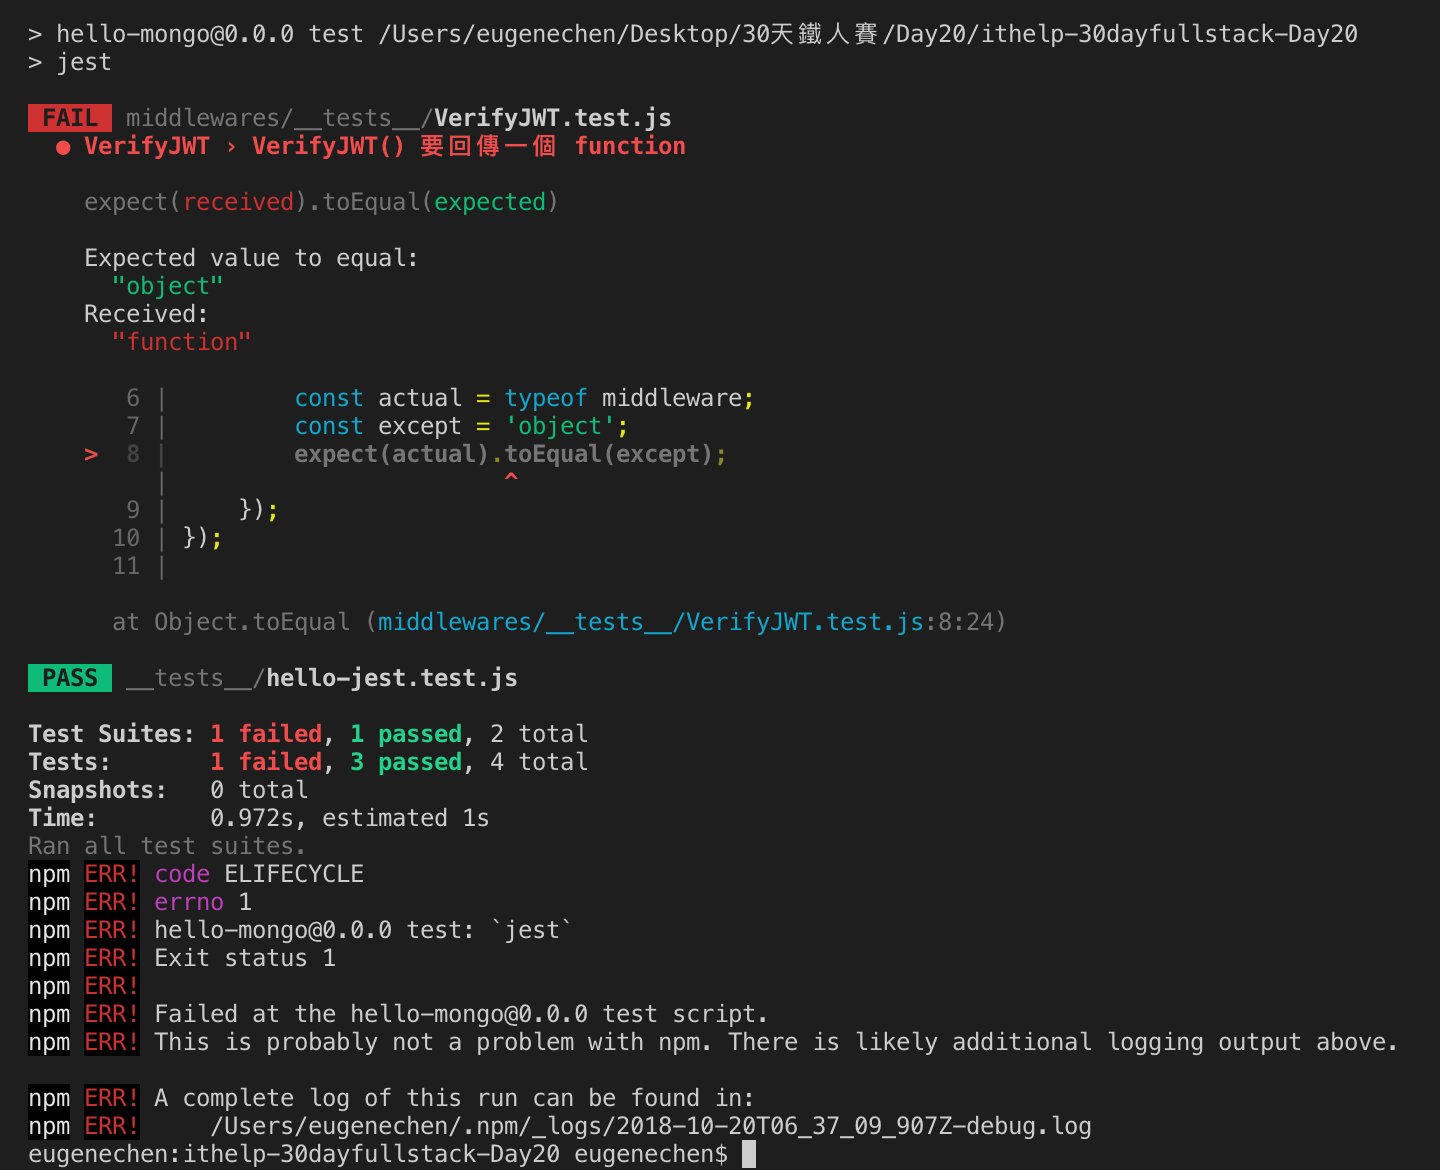 > hello-mongo@0.0.0 test /Users/eugenechen/Desktop/30天鐵人賽/Day20/ithelp-30dayfullstack-Day20
> jest
FAIL middlewares/__tests__/VerifyJWT.test.js
● VerifyJWT › VerifyJWT() 要回傳一個 function
expect(received).toEqual(expected)
Expected value to equal:
"object"
Received:
"function"
6 | const actual = typeof middleware;
7 | const except = 'object';
> 8 | expect(actual).toEqual(except);
| ^
9 | });
10 | });
11 |
at Object.toEqual (middlewares/__tests__/VerifyJWT.test.js:8:24)
PASS __tests__/hello-jest.test.js
Test Suites: 1 failed, 1 passed, 2 total
Tests: 1 failed, 3 passed, 4 total
Snapshots: 0 total
Time: 0.972s, estimated 1s
Ran all test suites.
npm ERR! code ELIFECYCLE
npm ERR! errno 1
npm ERR! hello-mongo@0.0.0 test: `jest`
npm ERR! Exit status 1
npm ERR!
npm ERR! Failed at the hello-mongo@0.0.0 test script.
npm ERR! This is probably not a problem with npm. There is likely additional logging output above.
npm ERR! A complete log of this run can be found in:
npm ERR! /Users/eugenechen/.npm/_logs/2018-10-20T06_37_09_907Z-debug.log
eugenechen:ithelp-30dayfullstack-Day20 eugenechen$